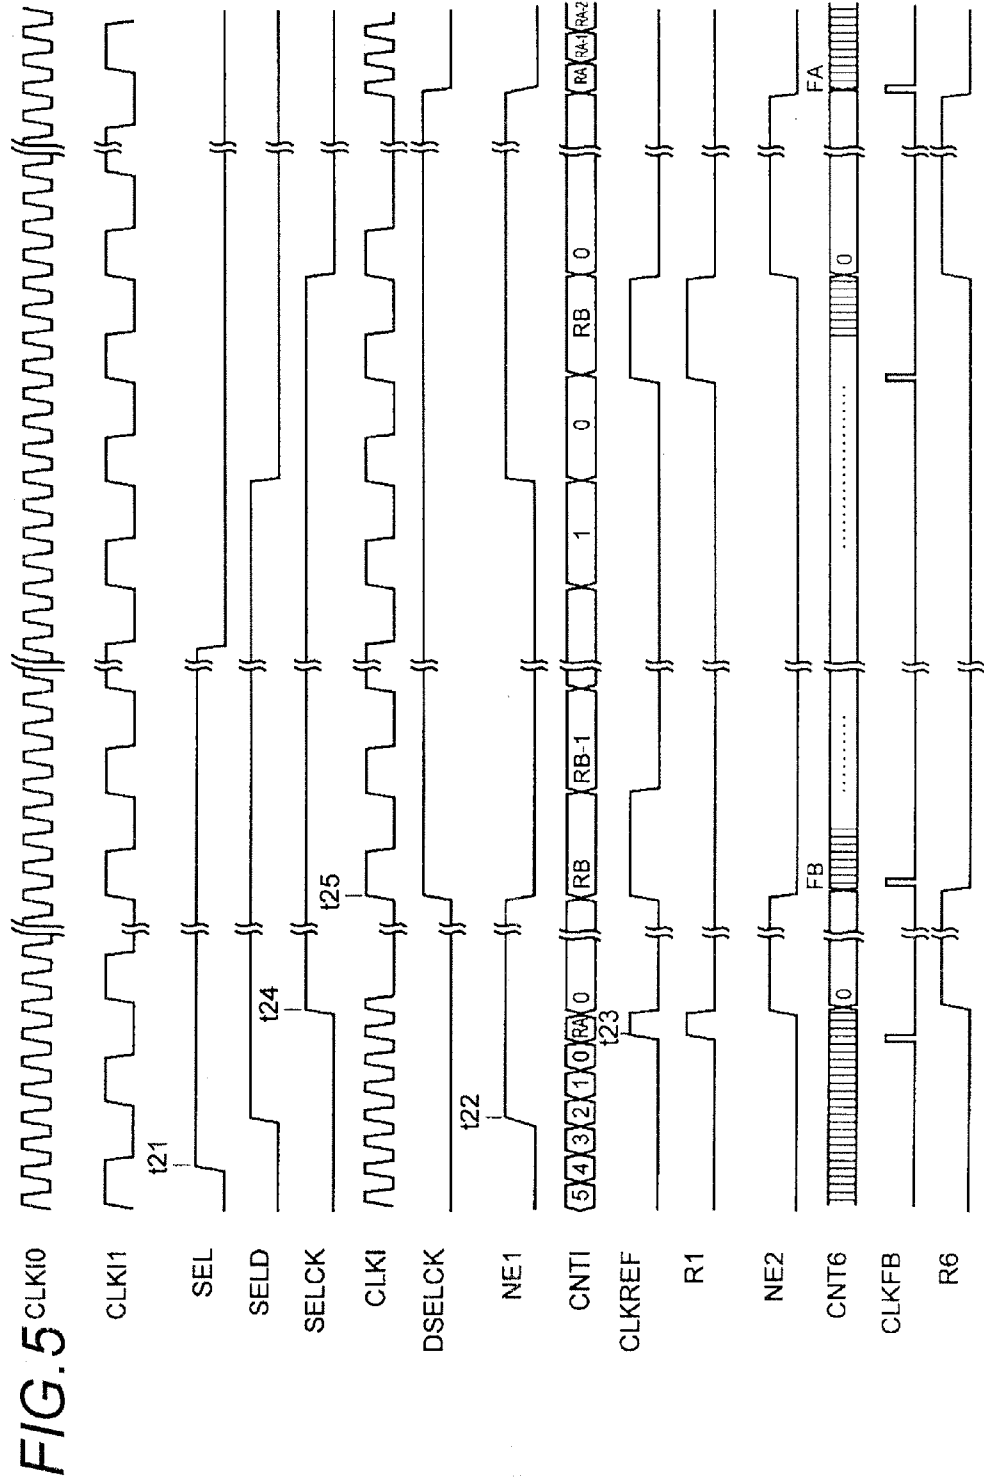 FIG. 5
CLKI0
CLKI1
t21
SEL
SELD
t24
SELCK
t25
CLKI
DSELCK
t22
NE1
CNTI 5 4 3 2 1 0 RA 0 RB RB-1 1 0 RB 0 RA RA-1 RA-2
t23
CLKREF
R1
NE2
FB FA
CNT6 0 0
CLKFB
R6